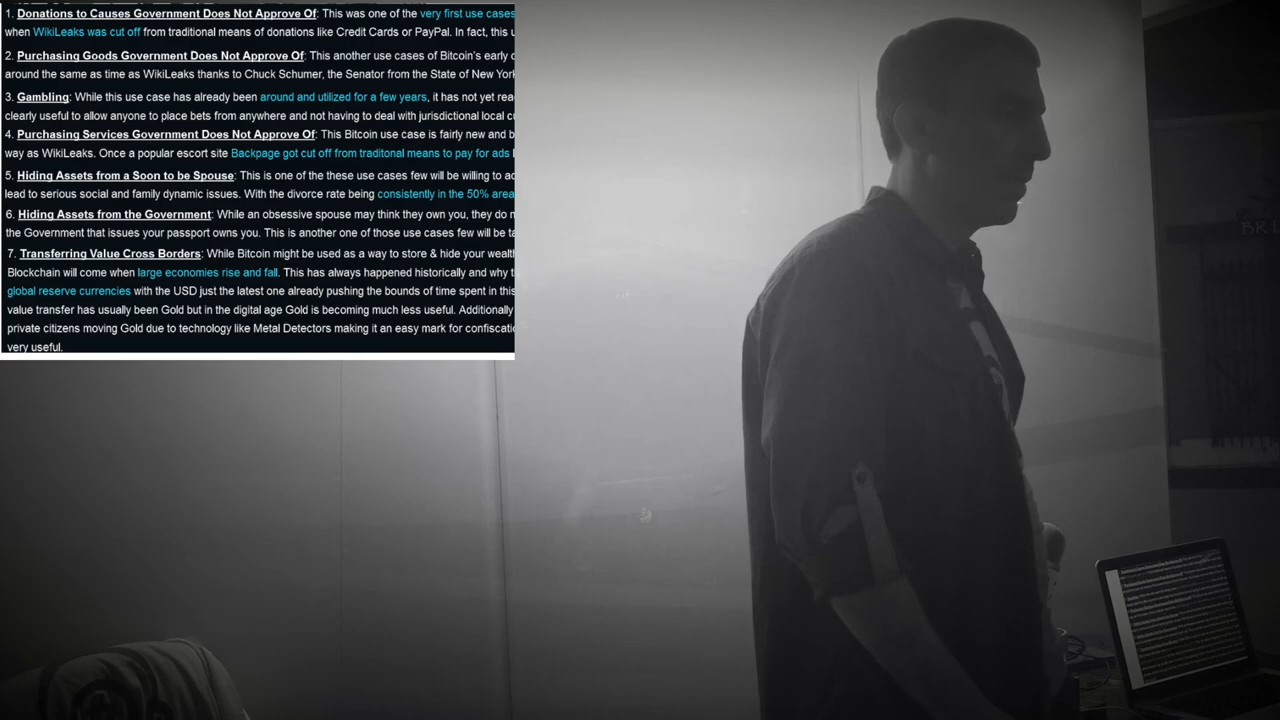 1. Donations to Causes Government Does Not Approve Of: This was one of the very first use cases
when WikiLeaks was cut off from traditional means of donations like Credit Cards or PayPal. In fact, this
2. Purchasing Goods Government Does Not Approve Of: This another use cases of Bitcoin's early
around the same as time as WikiLeaks thanks to Chuck Schumer, the Senator from the State of New York
3. Gambling: While this use case has already been around and utilized for a few years, it has not yet
clearly useful to allow anyone to place bets from anywhere and not having to deal with jurisdictional local
4. Purchasing Services Government Does Not Approve Of: This Bitcoin use case is fairly new and
way as WikiLeaks. Once a popular escort site Backpage got cut off from traditonal means to pay for ads
5. Hiding Assets from a Soon to be Spouse: This is one of the these use cases few will be willing to
lead to serious social and family dynamic issues. With the divorce rate being consistently in the 50% area
6. Hiding Assets from the Government: While an obsessive spouse may think they own you, they do
the Government that issues your passport owns you. This is another one of those use cases few will be
7. Transferring Value Cross Borders: While Bitcoin might be used as a way to store & hide your
Blockchain will come when large economies rise and fall. This has always happened historically and why
global reserve currencies with the USD just the latest one already pushing the bounds of time spent in this
value transfer has usually been Gold but in the digital age Gold is becoming much less useful. Additionally
private citizens moving Gold due to technology like Metal Detectors making it an easy mark for
very useful.